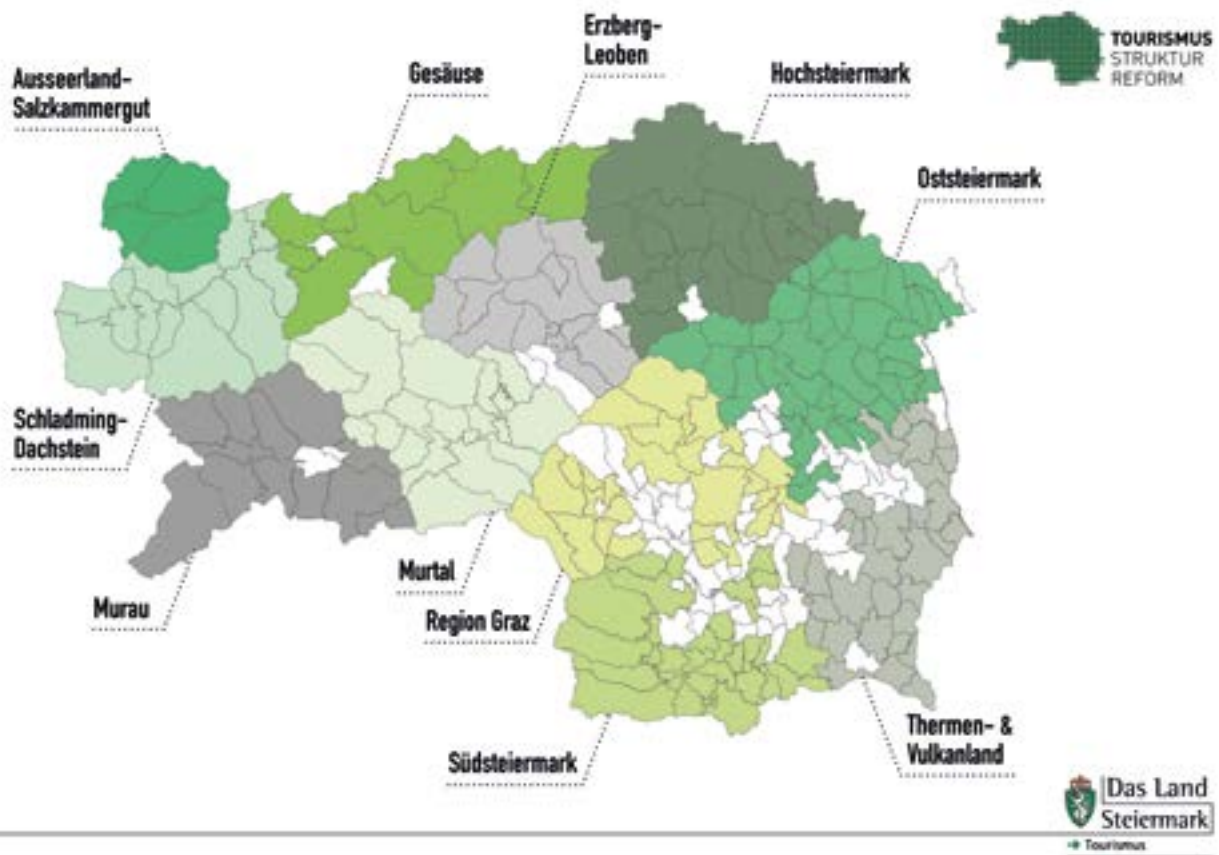 Erzberg-
Leoben
TOURISMUS
STRUKTUR
REFORM
Ausseerland-
Salzkammergut
Gesäuse
Hochsteiermark
Oststeiermark
Schladming-
Dachstein
Murtal
Murau
Region Graz
Thermen- &
Vulkanland
Südsteiermark
Das Land
Steiermark
Tourismus